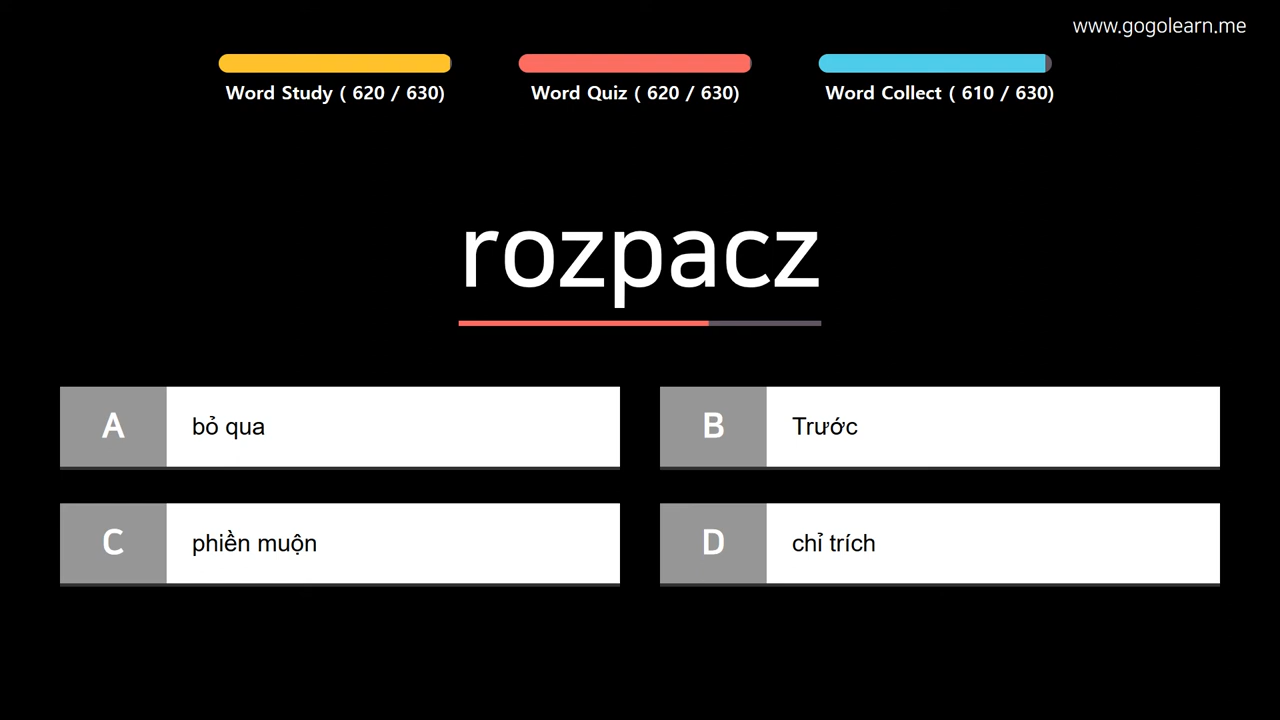 www.gogolearn.me
Word Study ( 620 / 630)
Word Quiz ( 620 / 630)
Word Collect ( 610 / 630)
rozpacz
A bỏ qua
B Trước
C phiền muộn
D chỉ trích